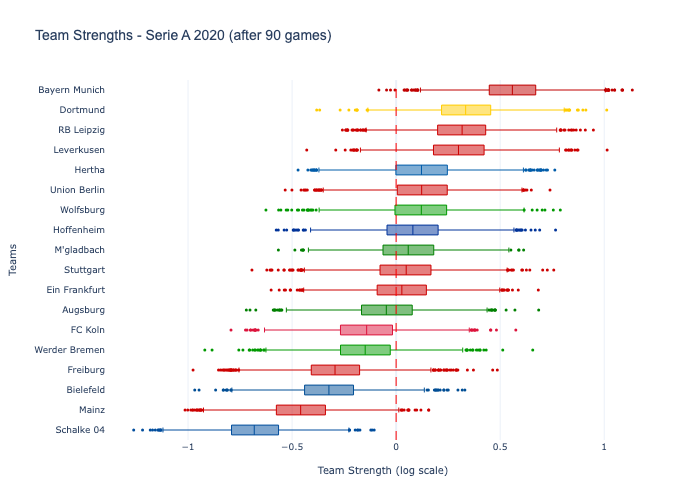 Team Strengths - Serie A 2020 (after 90 games)
Bayern Munich
Dortmund
RB Leipzig
Leverkusen
Hertha
Union Berlin
Wolfsburg
Hoffenheim
M'gladbach
Stuttgart
Ein Frankfurt
Augsburg
FC Koln
Werder Bremen
Freiburg
Bielefeld
Mainz
Schalke 04
Teams
−1 −0.5 0 0.5 1
Team Strength (log scale)